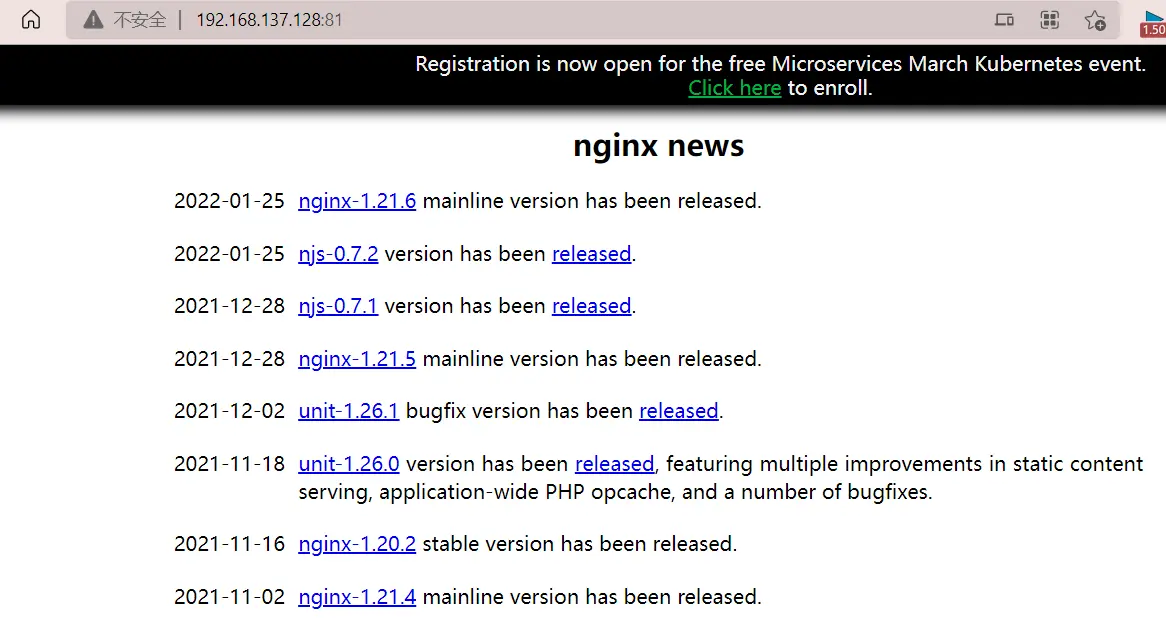 不安全 | 192.168.137.128:81
1.50
Registration is now open for the free Microservices March Kubernetes event.
Click here to enroll.
nginx news
2022-01-25 nginx-1.21.6 mainline version has been released.
2022-01-25 njs-0.7.2 version has been released.
2021-12-28 njs-0.7.1 version has been released.
2021-12-28 nginx-1.21.5 mainline version has been released.
2021-12-02 unit-1.26.1 bugfix version has been released.
2021-11-18 unit-1.26.0 version has been released, featuring multiple improvements in static content
serving, application-wide PHP opcache, and a number of bugfixes.
2021-11-16 nginx-1.20.2 stable version has been released.
2021-11-02 nginx-1.21.4 mainline version has been released.